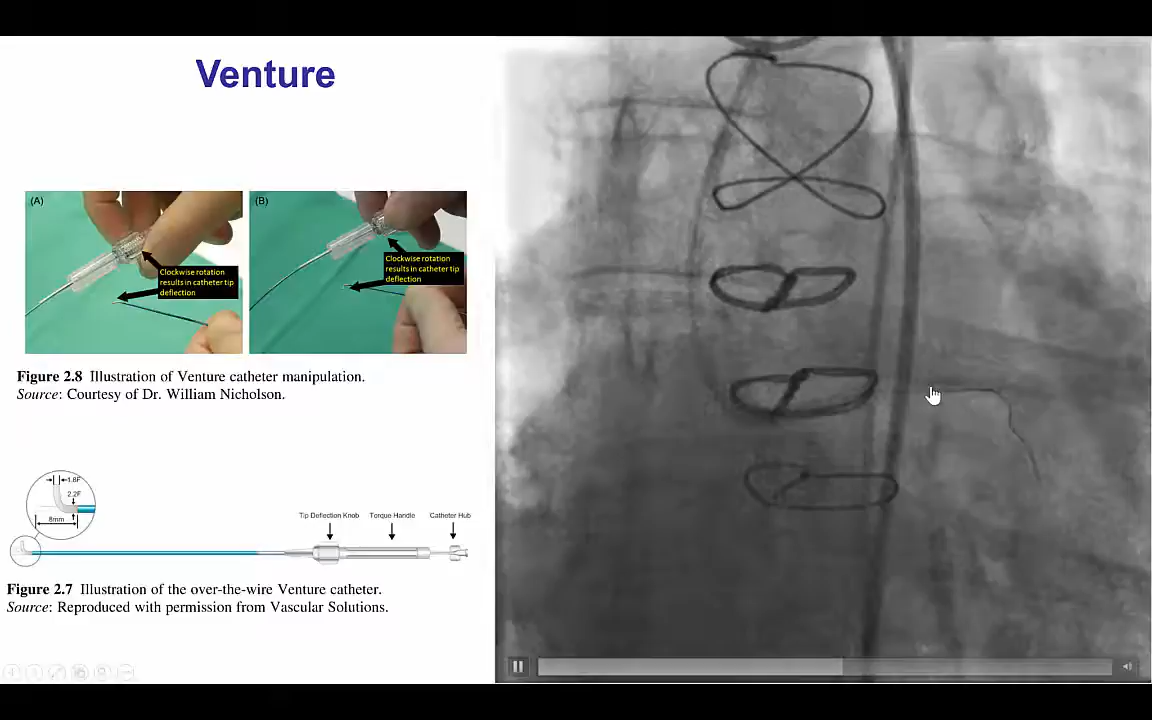 Venture
(A)
Clockwise rotation
results in catheter tip
deflection
(B)
Clockwise rotation
results in catheter tip
deflection
Figure 2.8 Illustration of Venture catheter manipulation.
Source: Courtesy of Dr. William Nicholson.
1.8F
2.2F
8mm
Tip Deflection Knob Torque Handle Catheter Hub
Figure 2.7 Illustration of the over-the-wire Venture catheter.
Source: Reproduced with permission from Vascular Solutions.